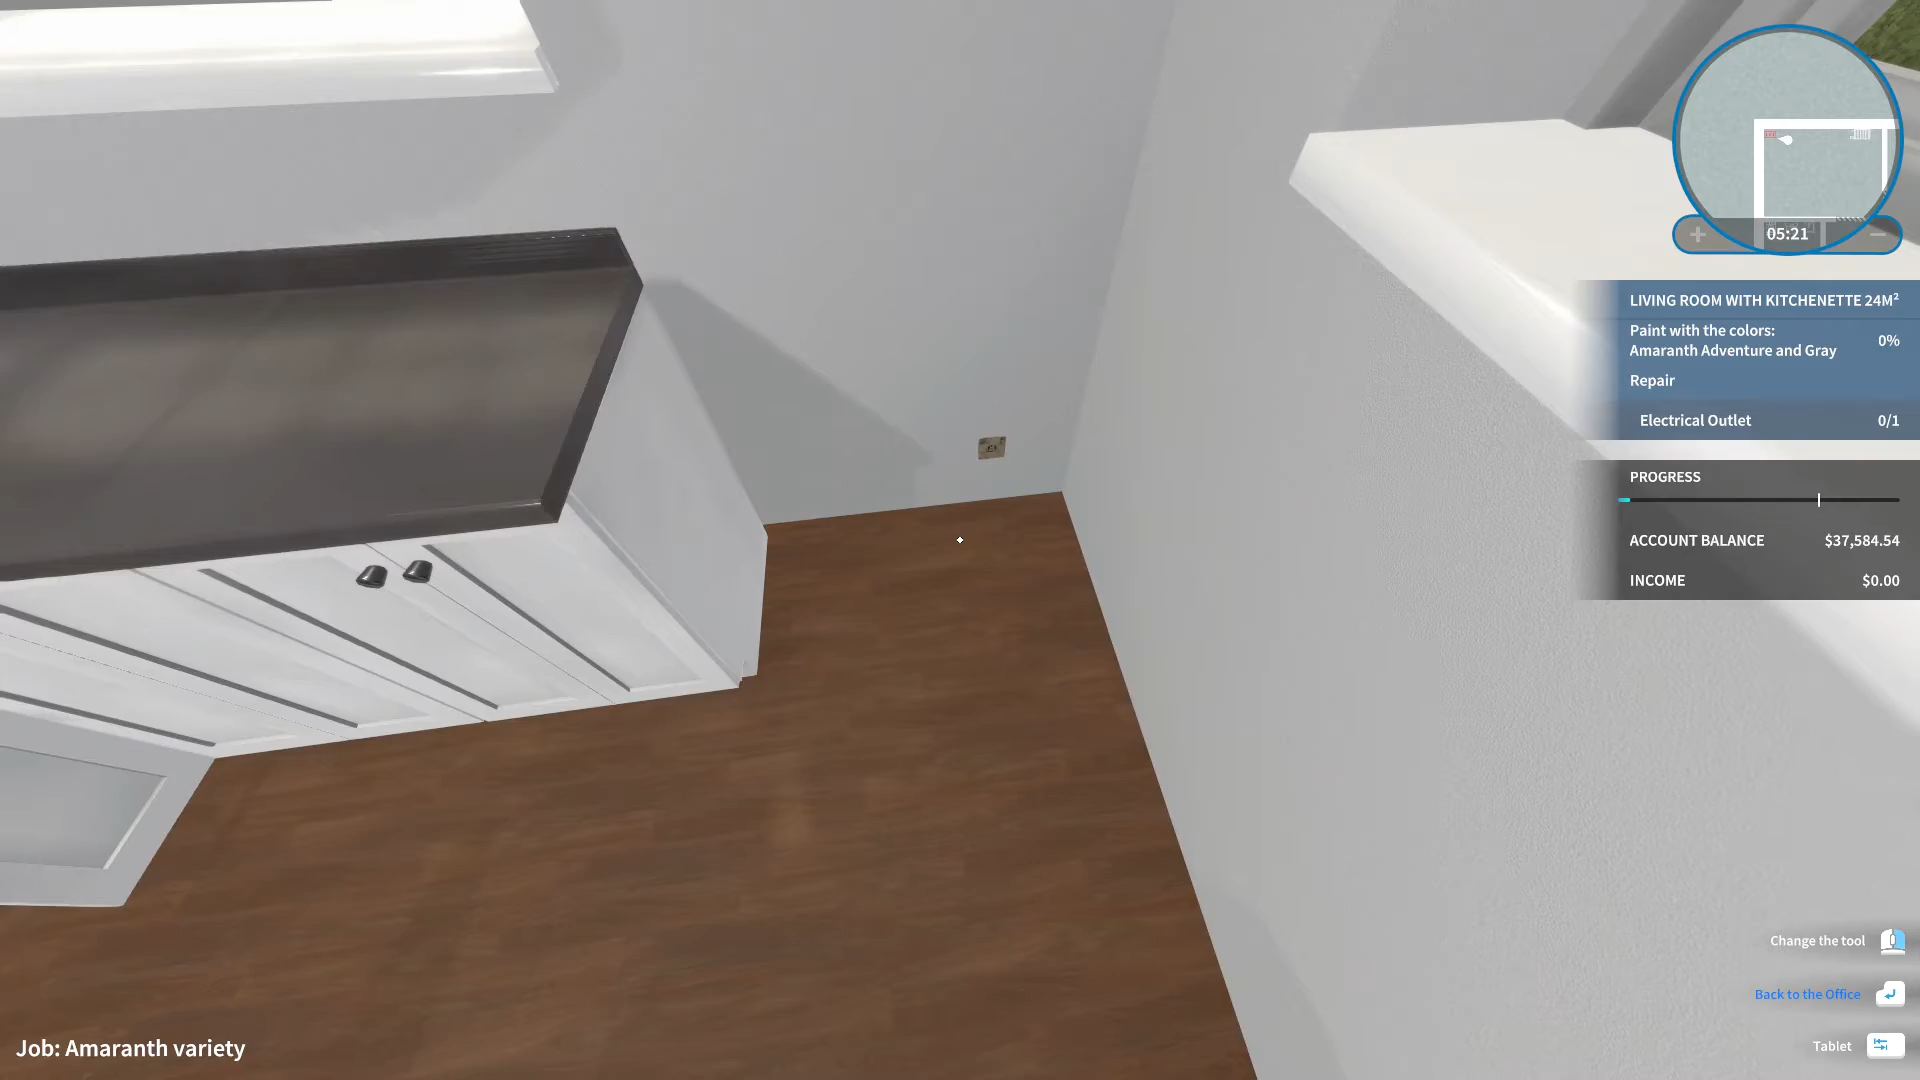 05:21
LIVING ROOM WITH KITCHENETTE 24M²
Paint with the colors:
Amaranth Adventure and Gray 0%
Repair
Electrical Outlet 0/1
PROGRESS
ACCOUNT BALANCE $37,584.54
INCOME $0.00
Change the tool
Back to the Office
Tablet
Job: Amaranth variety